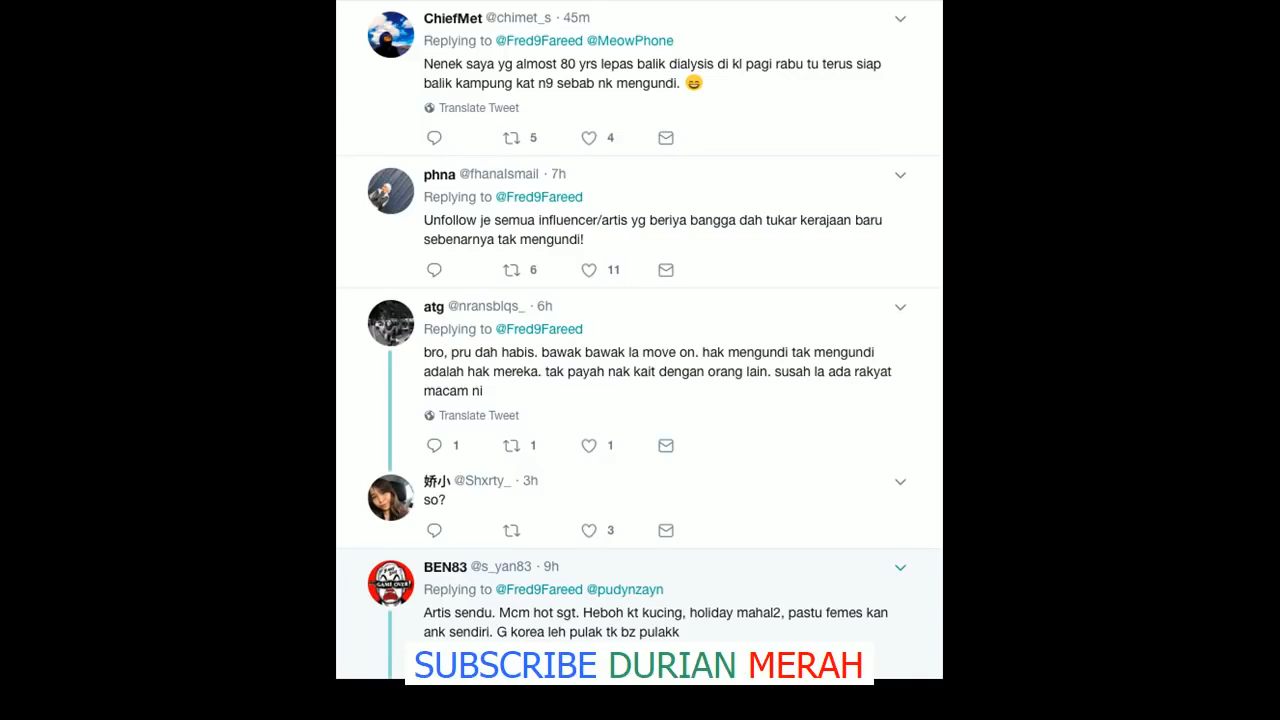 ChiefMet @chimet_s · 45m
Replying to @Fred9Fareed @MeowPhone
Nenek saya yg almost 80 yrs lepas balik dialysis di kl pagi rabu tu terus siap
balik kampung kat n9 sebab nk mengundi. 😄
Translate Tweet
5 4
phna @fhanaIsmail · 7h
Replying to @Fred9Fareed
Unfollow je semua influencer/artis yg beriya bangga dah tukar kerajaan baru
sebenarnya tak mengundi!
6 11
atg @nransblqs_ · 6h
Replying to @Fred9Fareed
bro, pru dah habis. bawak bawak la move on. hak mengundi tak mengundi
adalah hak mereka. tak payah nak kait dengan orang lain. susah la ada rakyat
macam ni
Translate Tweet
1 1 1
娇小 @Shxrty_ · 3h
so?
3
BEN83 @s_yan83 · 9h
Replying to @Fred9Fareed @pudynzayn
Artis sendu. Mcm hot sgt. Heboh kt kucing, holiday mahal2, pastu femes kan
ank sendiri. G korea leh pulak tk bz pulakk
SUBSCRIBE DURIAN MERAH